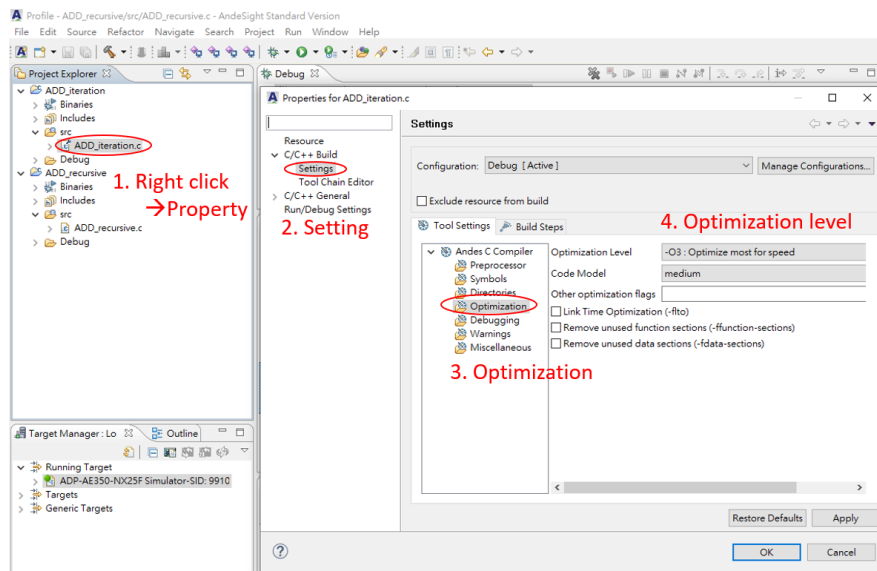 Profile - ADD_recursive/src/ADD_recursive.c - AndeSight Standard Version
File Edit Source Refactor Navigate Search Project Run Window Help
Project Explorer
Debug
ADD_iteration
Binaries
Includes
src
ADD_iteration.c
Debug
ADD_recursive
Binaries
Includes
src
ADD_recursive.c
Debug
1. Right click
→Property
Properties for ADD_iteration.c
Resource
C/C++ Build
Settings
Tool Chain Editor
C/C++ General
Run/Debug Settings
2. Setting
Settings
Configuration: Debug [ Active ]
Manage Configurations...
Exclude resource from build
Tool Settings Build Steps
4. Optimization level
Andes C Compiler
Preprocessor
Symbols
Directories
Optimization
Debugging
Warnings
Miscellaneous
Optimization Level -O3 : Optimize most for speed
Code Model medium
Other optimization flags
Link Time Optimization (-flto)
Remove unused function sections (-ffunction-sections)
Remove unused data sections (-fdata-sections)
3. Optimization
Target Manager : Lo Outline
Running Target
ADP-AE350-NX25F Simulator-SID: 9910
Targets
Generic Targets
Restore Defaults Apply
OK Cancel